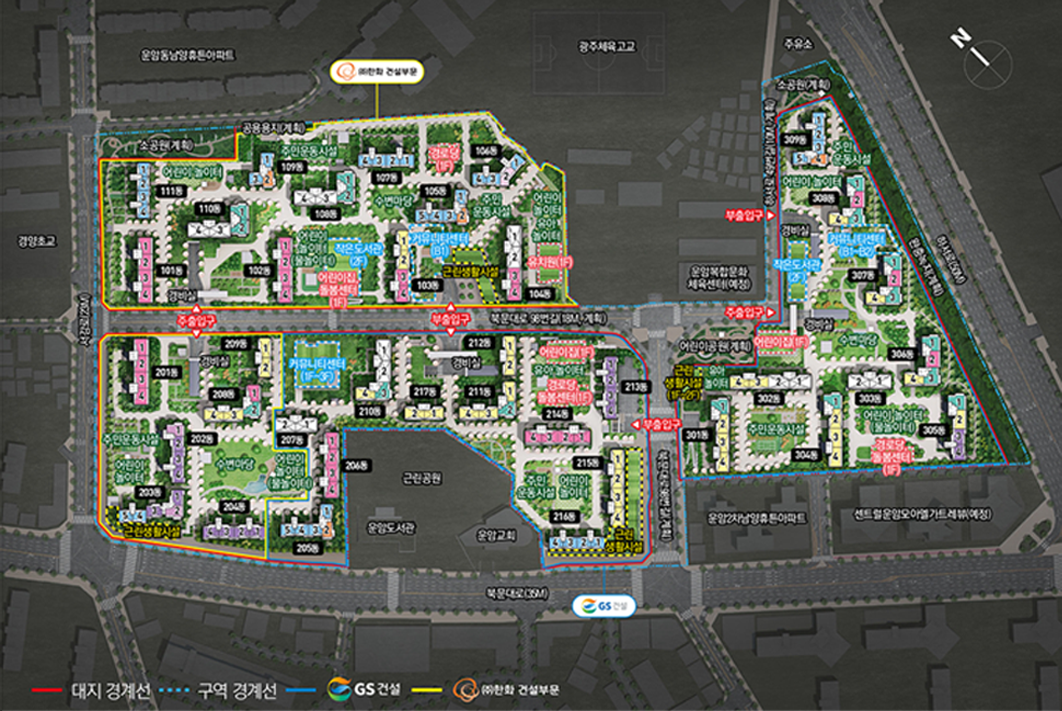 운암동남양휴튼아파트
㈜한화 건설부문
광주체육고교
주유소
N
소공원(계획)
공용용지(계획)
소공원(계획)
어린이 놀이터
주민운동시설
109동
107동
경로당
(1F)
106동
309동
주민
운동시설
111동
110동
108동
수변마당
105동
주민
운동시설
어린이
놀이터
어린이 놀이터
308동
부출입구
경비실
커뮤니티센터
(B1~B2)
경양초교
101동
102동
어린이
놀이터
(물놀이터)
작은도서관
(2F)
어린이집
돌봄센터
(1F)
커뮤니티센터
(B1)
103동
근린생활시설
유치원(1F)
104동
운암복합문화
체육센터(예정)
작은도서관
(2F)
307동
경비실
주출입구
부출입구
북문대로 98번길(18M, 계획)
주출입구
경비실
어린이공원(계획)
어린이집(1F)
수변마당
306동
201동
경비실
209동
208동
커뮤니티센터
(1F~3F)
212동
경비실
217동
211동
210동
어린이집(1F)
유아놀이터
경로당
돌봄센터(1F)
213동
214동
부출입구
근린
생활시설
(1F~2F)
유아
놀이터
302동
303동
301동
주민운동시설
304동
어린이 놀이터
(물놀이터)
305동
경로당
돌봄센터
(1F)
주민운동시설
202동
207동
206동
어린이
놀이터
수변마당
어린이
놀이터
(물놀이터)
203동
204동
근린생활시설
205동
근린공원
운암도서관
운암교회
215동
주민
운동시설
어린이
놀이터
216동
근린
생활시설
운암2차남양휴튼아파트
센트럴운암모아엘가트레뷰(예정)
북문대로(35M)
GS건설
대지 경계선
구역 경계선
GS건설
㈜한화 건설부문